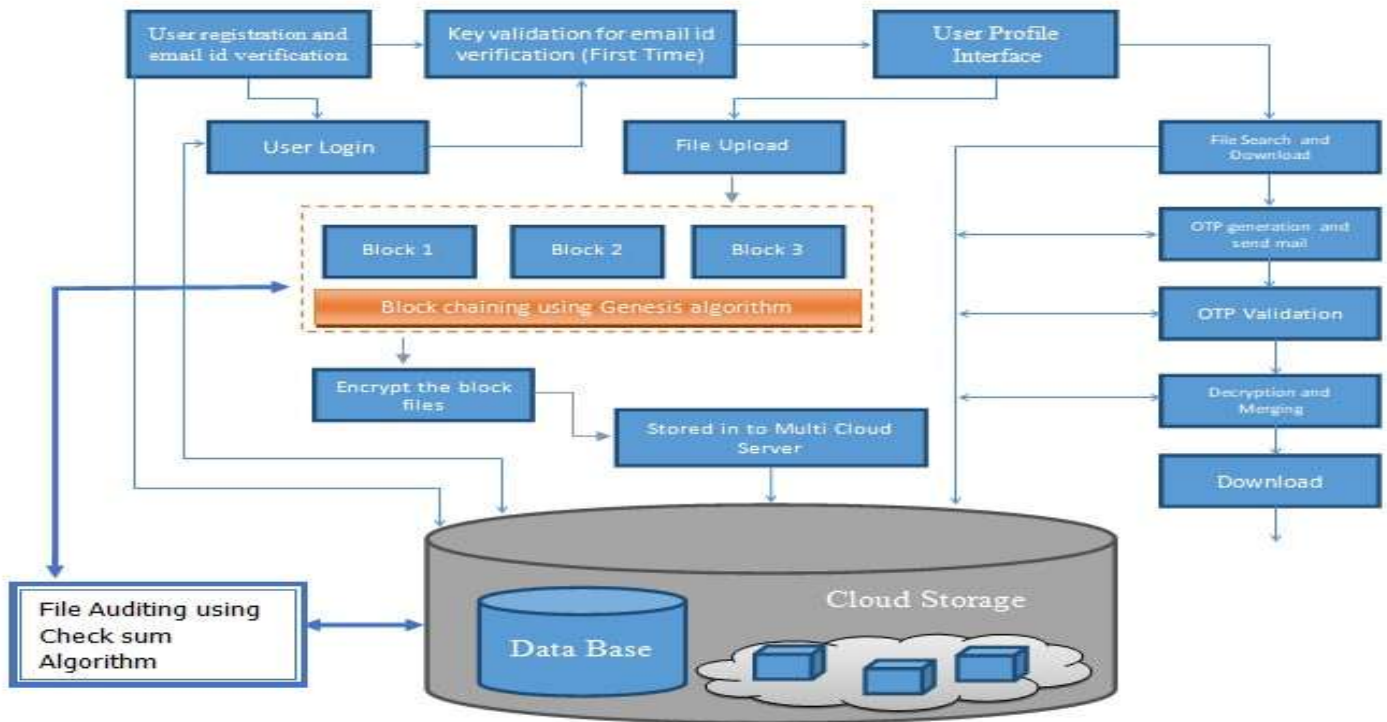 User registration and
email id verification
Key validation for email id
verification (First Time)
User Profile
Interface
User Login
File Upload
File Search and
Download
Block 1
Block 2
Block 3
OTP generation and
send mail
Block chaining using Genesis algorithm
OTP Validation
Encrypt the block
files
Decryption and
Merging
Stored in to Multi Cloud
Server
Download
File Auditing using
Check sum
Algorithm
Cloud Storage
Data Base